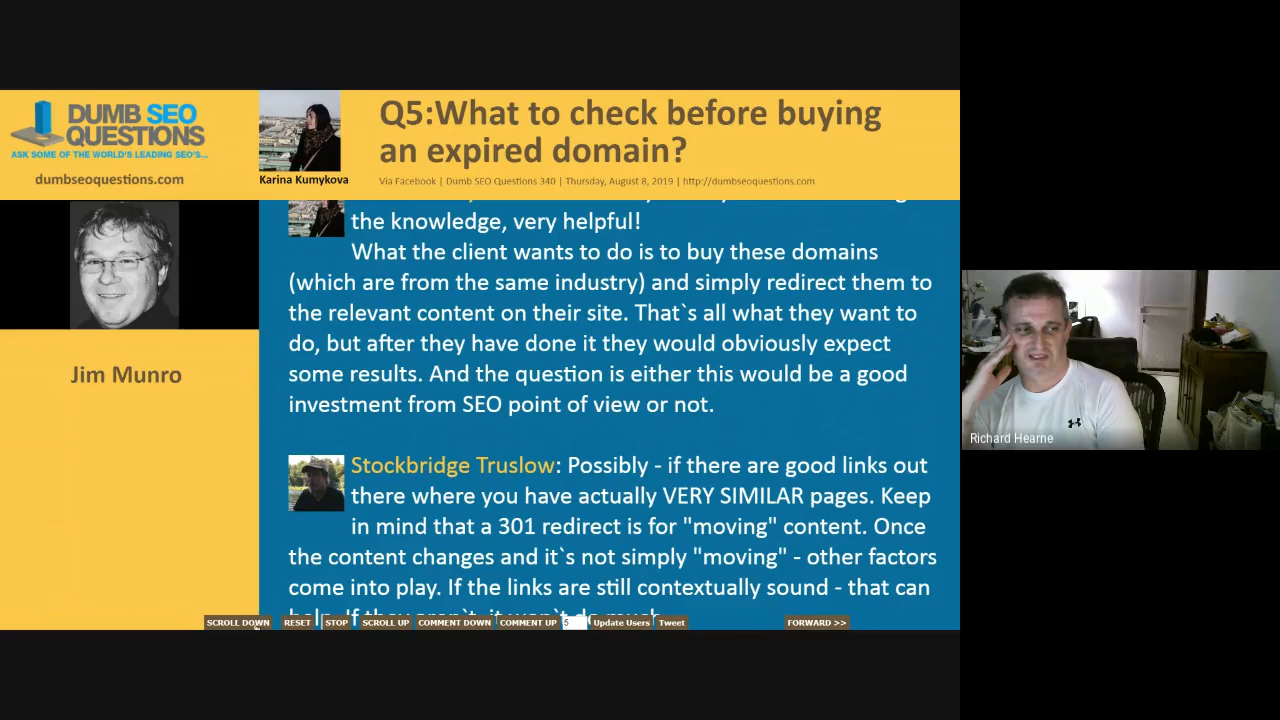 DUMB SEO
QUESTIONS
ASK SOME OF THE WORLD'S LEADING SEO'S...
dumbseoquestions.com
Karina Kumykova
Q5:What to check before buying
an expired domain?
Via Facebook | Dumb SEO Questions 340 | Thursday, August 8, 2019 | http://dumbseoquestions.com
Jim Munro
the knowledge, very helpful!
What the client wants to do is to buy these domains
(which are from the same industry) and simply redirect them to
the relevant content on their site. That`s all what they want to
do, but after they have done it they would obviously expect
some results. And the question is either this would be a good
investment from SEO point of view or not.
Stockbridge Truslow: Possibly - if there are good links out
there where you have actually VERY SIMILAR pages. Keep
in mind that a 301 redirect is for "moving" content. Once
the content changes and it`s not simply "moving" - other factors
come into play. If the links are still contextually sound - that can
help. If they aren`t, it won`t do much.
SCROLL DOWN RESET STOP SCROLL UP COMMENT DOWN COMMENT UP 5 Update Users Tweet FORWARD >>
Richard Hearne